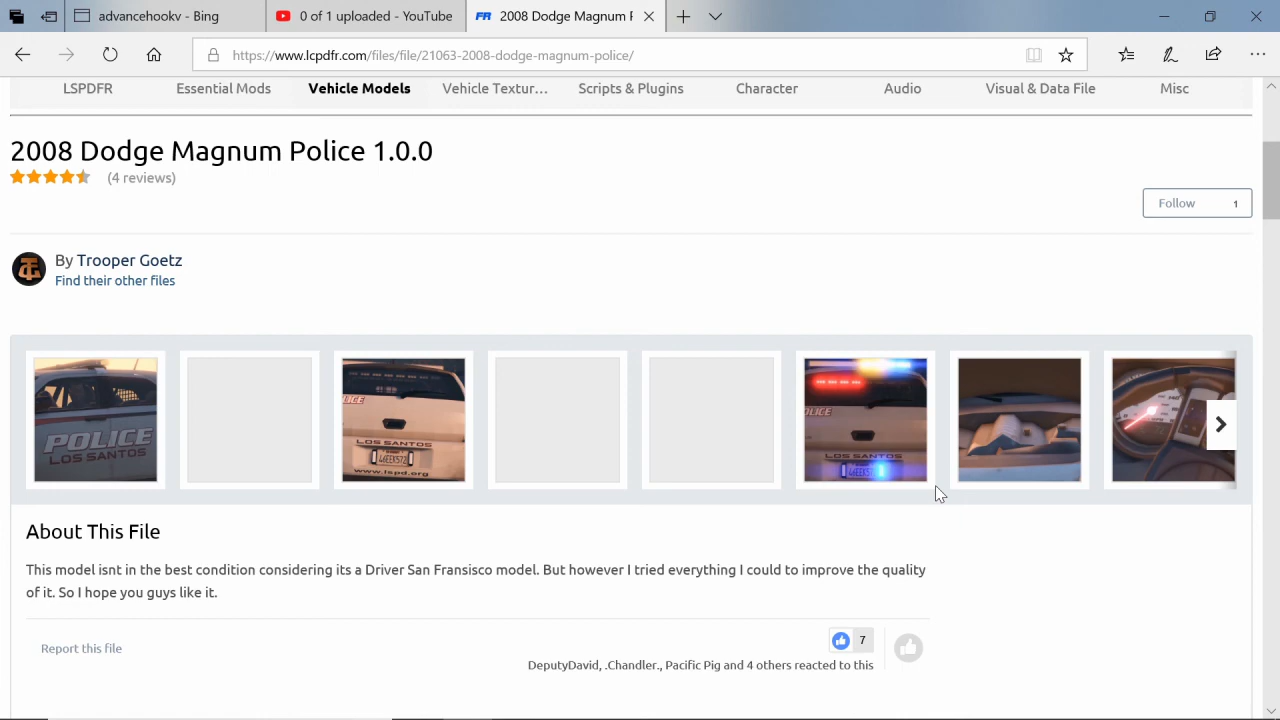 advancehookv - Bing
0 of 1 uploaded - YouTube
FR
2008 Dodge Magnum P
https://www.lcpdfr.com/files/file/21063-2008-dodge-magnum-police/
LSPDFR
Essential Mods
Vehicle Models
Vehicle Textur...
Scripts & Plugins
Character
Audio
Visual & Data File
Misc
2008 Dodge Magnum Police 1.0.0
(4 reviews)
Follow 1
By Trooper Goetz
Find their other files
POLICE
LOS SANTOS
ICE
LOS SANTOS
46EEK572
www.lspd.org
OLICE
LOS SANTOS
46EEK572
About This File
This model isnt in the best condition considering its a Driver San Fransisco model. But however I tried everything I could to improve the quality
of it. So I hope you guys like it.
Report this file
7
DeputyDavid, .Chandler., Pacific Pig and 4 others reacted to this